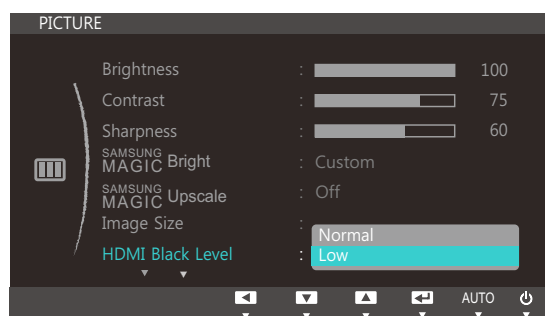 PICTURE
Brightness : 100
Contrast : 75
Sharpness : 60
SAMSUNG MAGIC Bright : Custom
SAMSUNG MAGIC Upscale : Off
Image Size :
Normal
HDMI Black Level : Low
AUTO